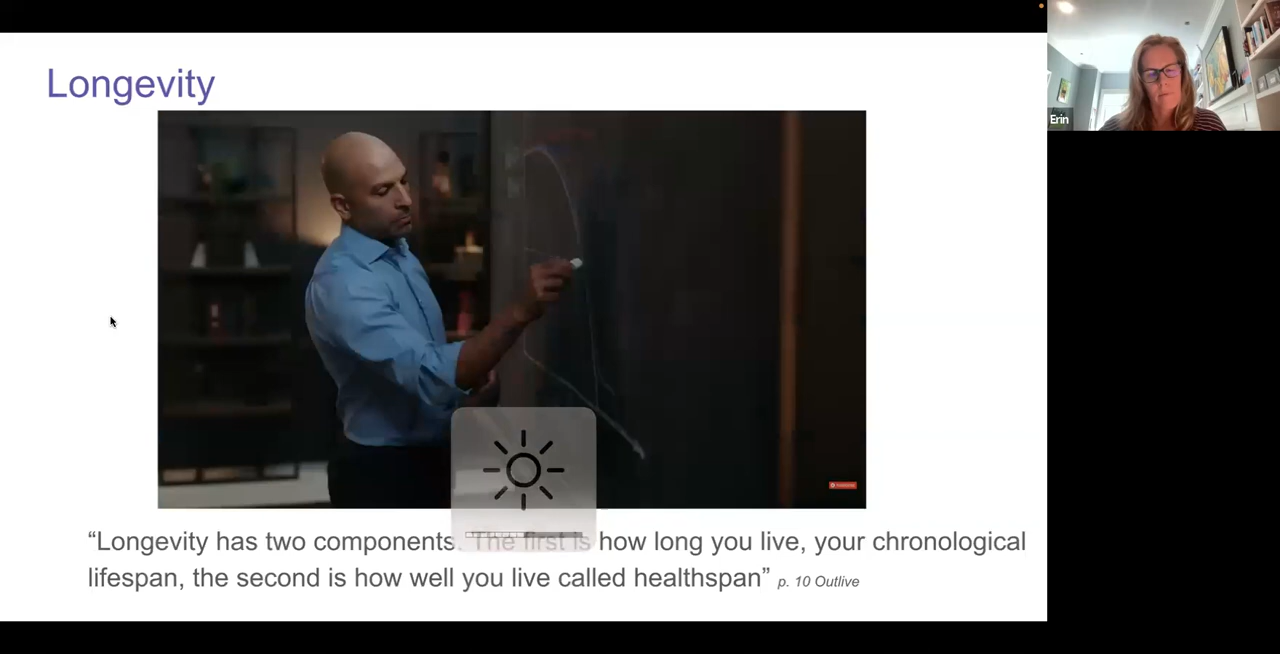 Longevity
Erin
“Longevity has two components. The first is how long you live, your chronological
lifespan, the second is how well you live called healthspan” p. 10 Outlive